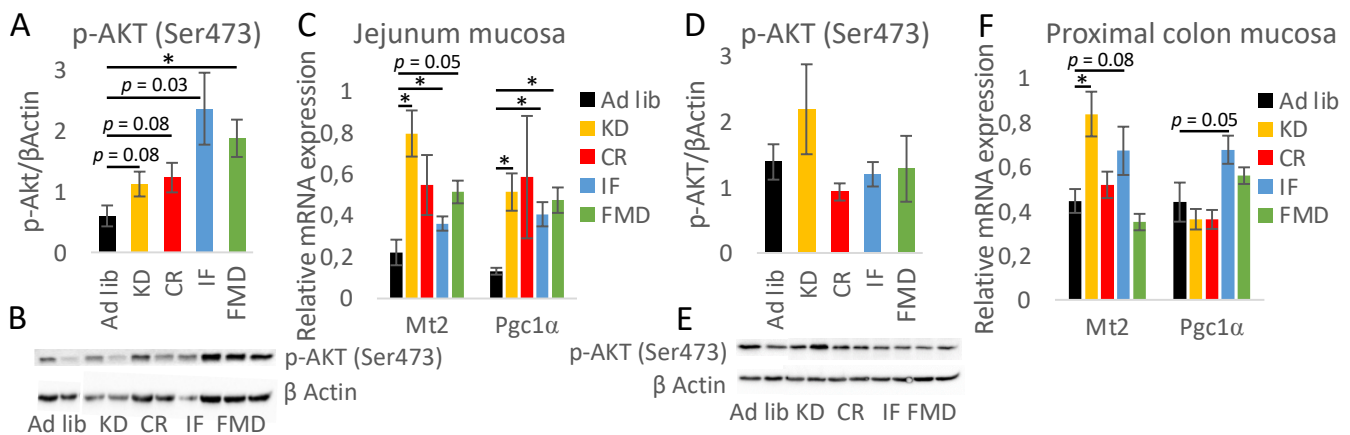 A
p-AKT (Ser473)
*
p = 0.03
p = 0.08
p = 0.08
p-Akt/βActin
3
2
1
0
Ad lib
KD
CR
IF
FMD
B
p-AKT (Ser473)
β Actin
Ad lib KD CR IF FMD
C
Jejunum mucosa
p = 0.05
*
*
*
*
*
Relative mRNA expression
1
0,8
0,6
0,4
0,2
0
Mt2 Pgc1α
Ad lib
KD
CR
IF
FMD
D
p-AKT (Ser473)
p-AKT/βActin
3
2
1
0
Ad lib
KD
CR
IF
FMD
E
p-AKT (Ser473)
β Actin
Ad lib KD CR IF FMD
F
Proximal colon mucosa
p = 0.08
*
p = 0.05
Relative mRNA expression
1
0,8
0,6
0,4
0,2
0
Mt2 Pgc1α
Ad lib
KD
CR
IF
FMD